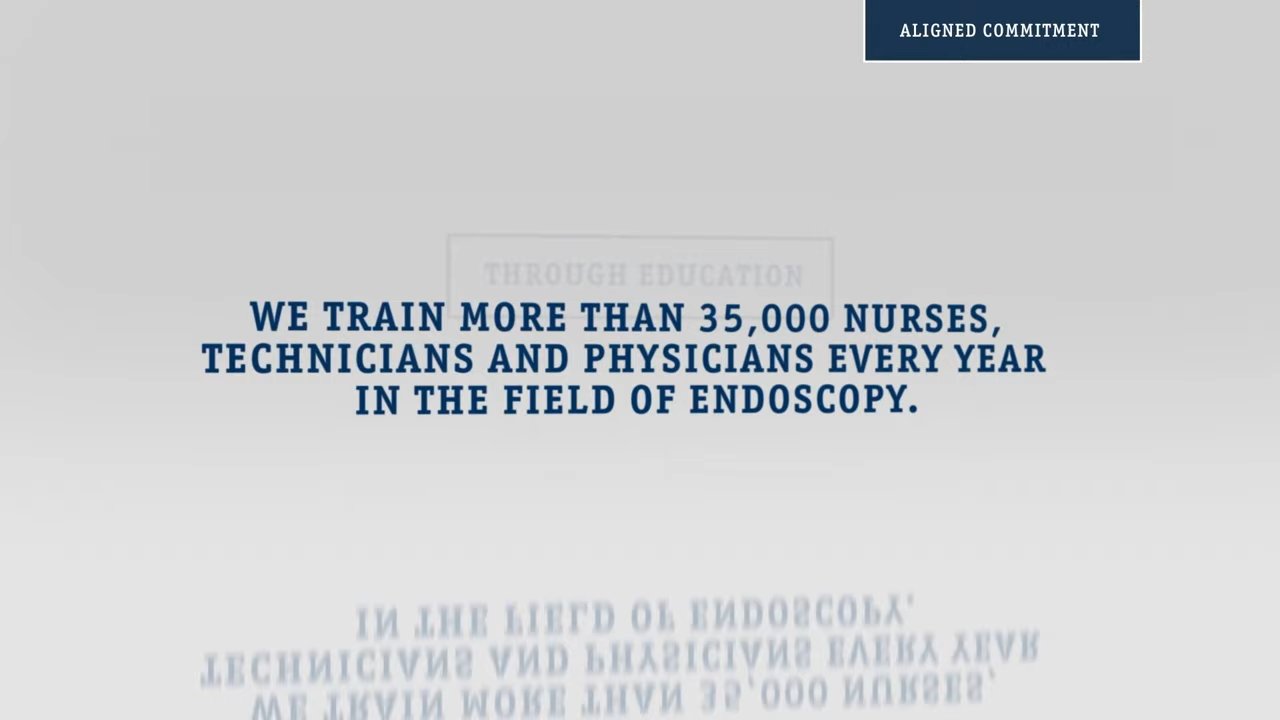 ALIGNED COMMITMENT
THROUGH EDUCATION
WE TRAIN MORE THAN 35,000 NURSES,
TECHNICIANS AND PHYSICIANS EVERY YEAR
IN THE FIELD OF ENDOSCOPY.